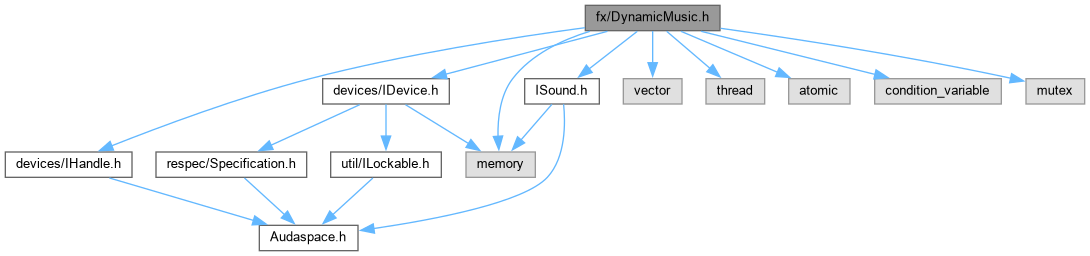 fx/DynamicMusic.h
devices/IDevice.h
ISound.h
vector
thread
atomic
condition_variable
mutex
devices/IHandle.h
respec/Specification.h
util/ILockable.h
memory
Audaspace.h